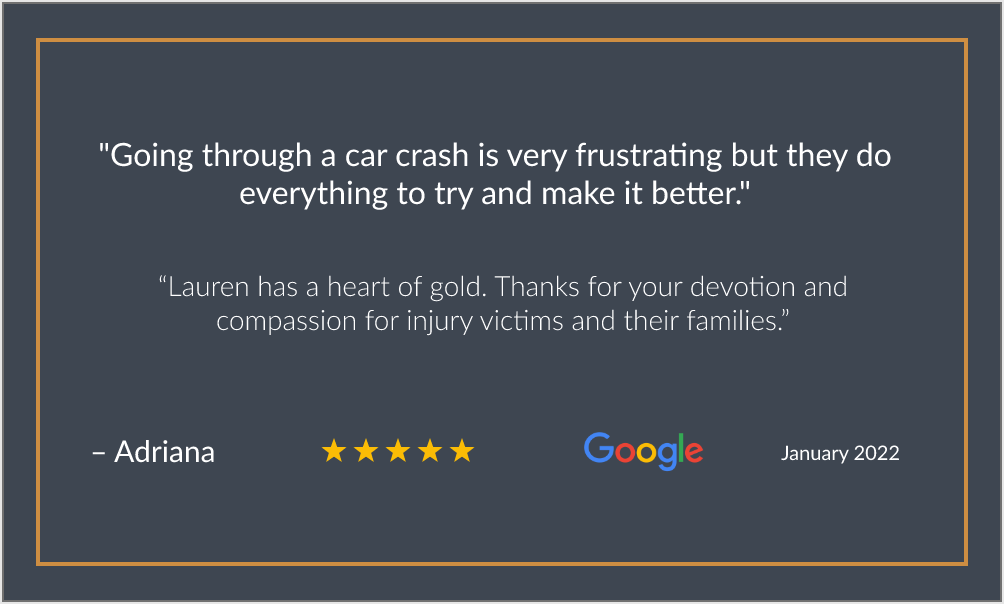 "Going through a car crash is very frustrating but they do
everything to try and make it better."
“Lauren has a heart of gold. Thanks for your devotion and
compassion for injury victims and their families.”
– Adriana Google January 2022